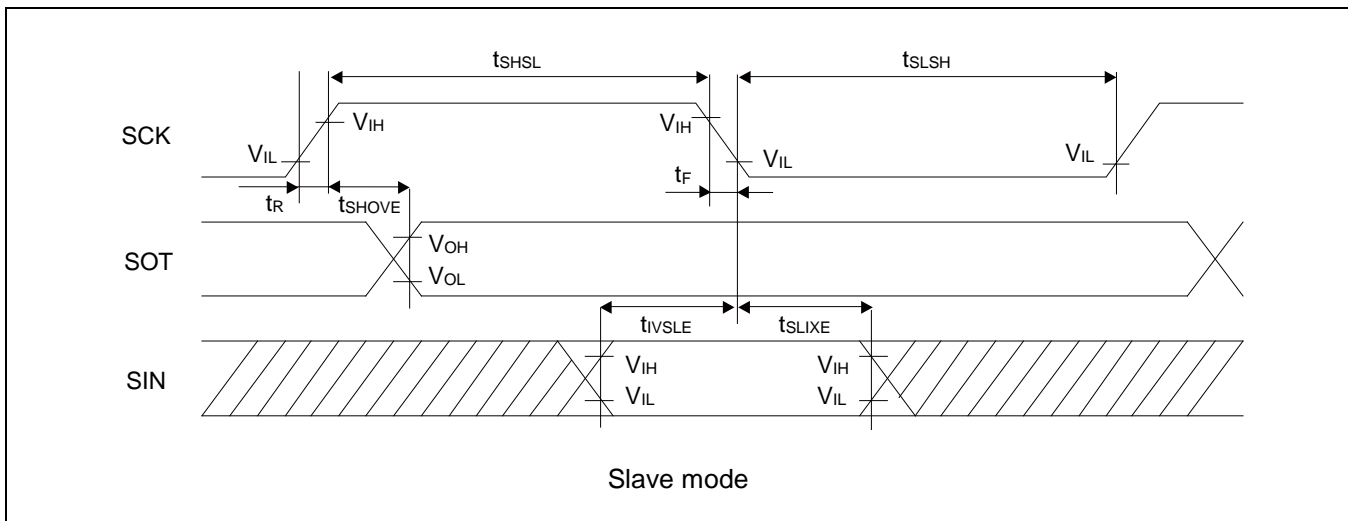 tSHSL
tSLSH
SCK
VIH
VIH
VIL
VIL
VIL
tR
tSHOVE
tF
SOT
VOH
VOL
tIVSLE
tSLIXE
SIN
VIH
VIH
VIL
VIL
Slave mode